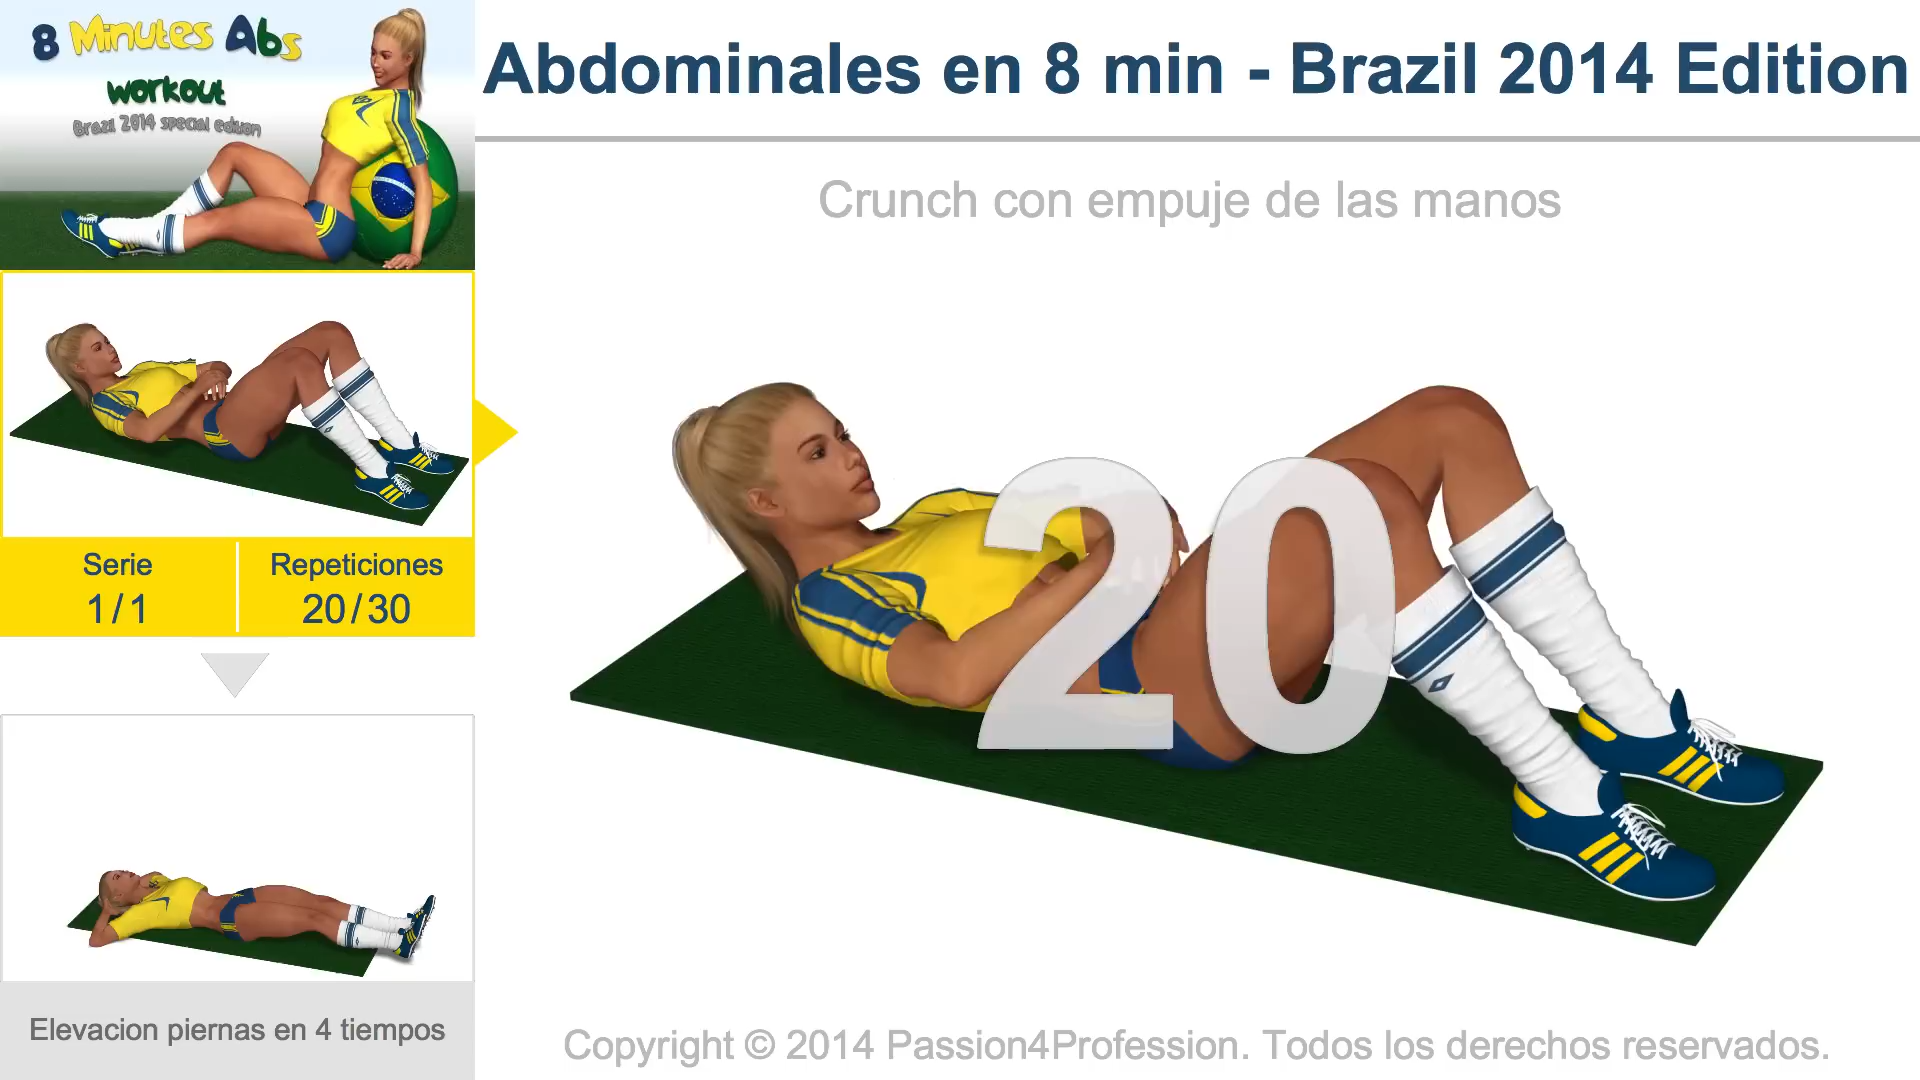 8 Minutes Abs
workout
Brazil 2014 special edition
Abdominales en 8 min - Brazil 2014 Edition
Crunch con empuje de las manos
20
Serie
1/1
Repeticiones
20/30
Elevacion piernas en 4 tiempos
Copyright © 2014 Passion4Profession. Todos los derechos reservados.